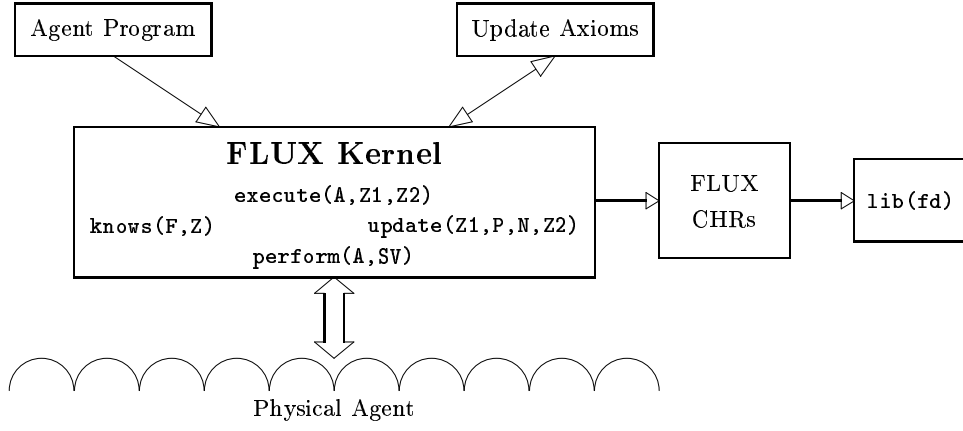 Agent Program
Update Axioms
FLUX Kernel
execute(A,Z1,Z2)
knows(F,Z)
update(Z1,P,N,Z2)
perform(A,SV)
FLUX
CHRs
lib(fd)
Physical Agent